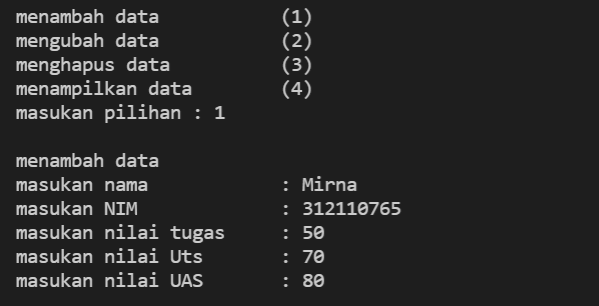 menambah data (1)
mengubah data (2)
menghapus data (3)
menampilkan data (4)
masukan pilihan : 1
menambah data
masukan nama : Mirna
masukan NIM : 312110765
masukan nilai tugas : 50
masukan nilai Uts : 70
masukan nilai UAS : 80